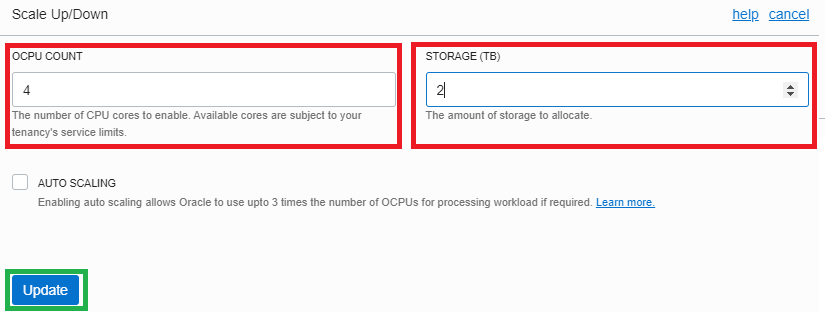 Scale Up/Down help cancel
OCPU COUNT STORAGE (TB)
4 2
The number of CPU cores to enable. Available cores are subject to your The amount of storage to allocate.
tenancy's service limits.
AUTO SCALING
Enabling auto scaling allows Oracle to use upto 3 times the number of OCPUs for processing workload if required. Learn more.
Update